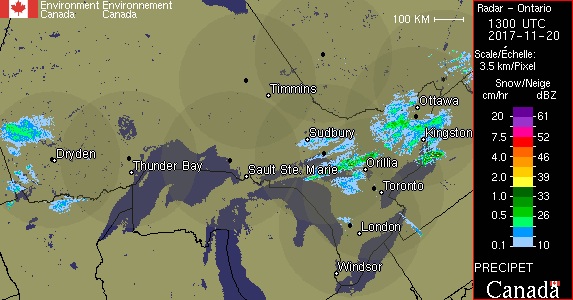 Environment Environnement
Canada Canada
100 KM
Timmins
Ottawa
Sudbury
Kingston
Dryden
Thunder Bay
Sault Ste. Marie
Orillia
Toronto
London
Windsor
Radar - Ontario
1300 UTC
2017-11-20
Scale/Échelle:
3.5 km/Pixel
Snow/Neige
cm/hr dBZ
20 61
7.5 52
4.0 46
2.0 39
1.0 33
0.5 26
0.1 10
PRECIPET
Canada